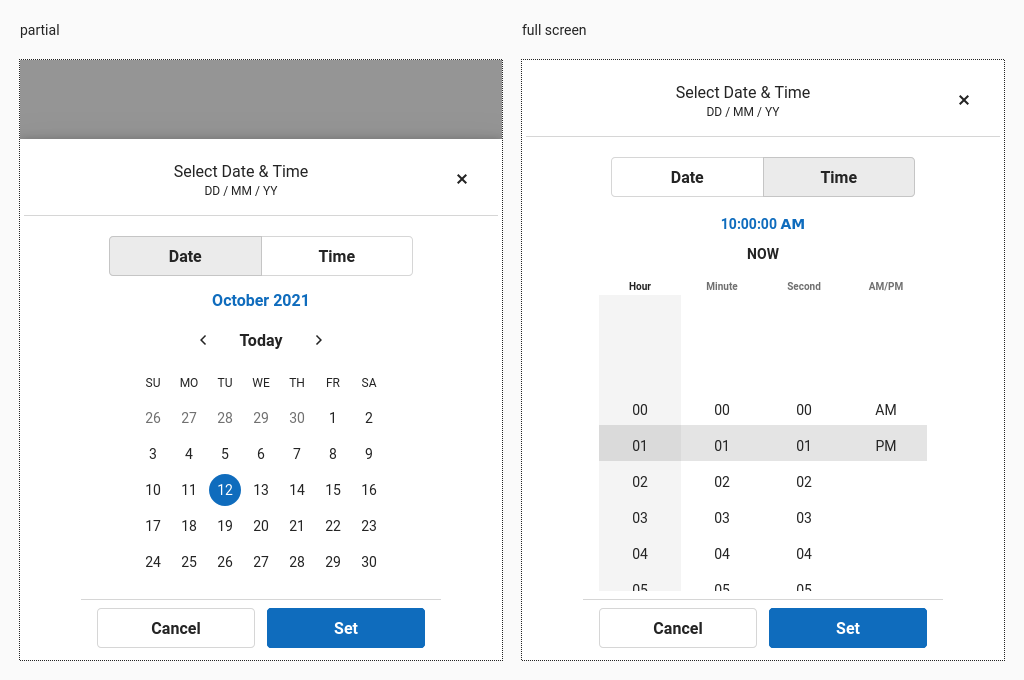 partial
Select Date & Time
DD / MM / YY
Date Time
October 2021
Today
SU MO TU WE TH FR SA
26 27 28 29 30 1 2
3 4 5 6 7 8 9
10 11 12 13 14 15 16
17 18 19 20 21 22 23
24 25 26 27 28 29 30
Cancel Set
full screen
Select Date & Time
DD / MM / YY
Date Time
10:00:00 AM
NOW
Hour Minute Second AM/PM
00 00 00 AM
01 01 01 PM
02 02 02
03 03 03
04 04 04
05 05 05
Cancel Set